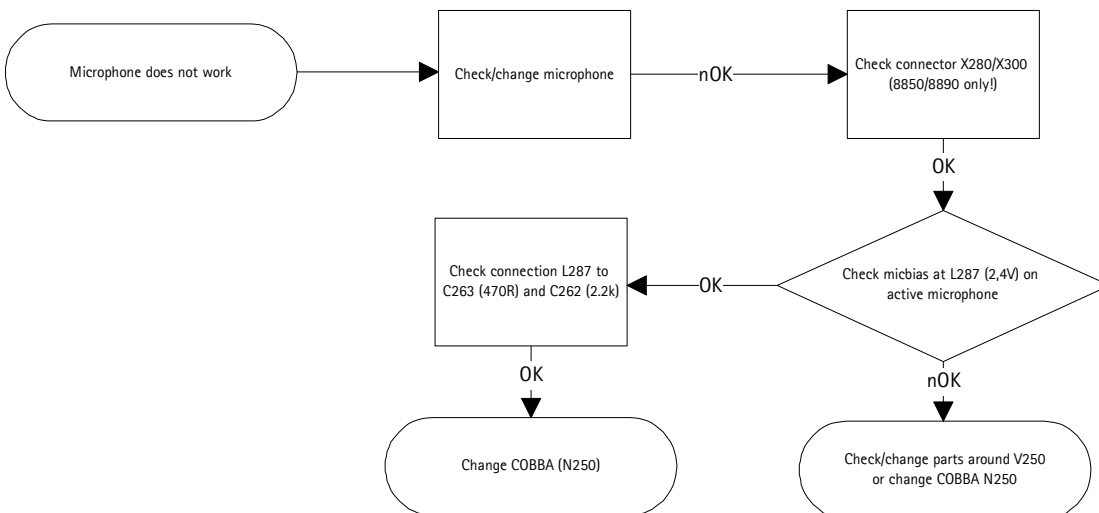 Microphone does not work
Check/change microphone
nOK
Check connector X280/X300
(8850/8890 only!)
OK
Check micbias at L287 (2,4V) on
active microphone
OK
Check connection L287 to
C263 (470R) and C262 (2.2k)
OK
Change COBBA (N250)
nOK
Check/change parts around V250
or change COBBA N250